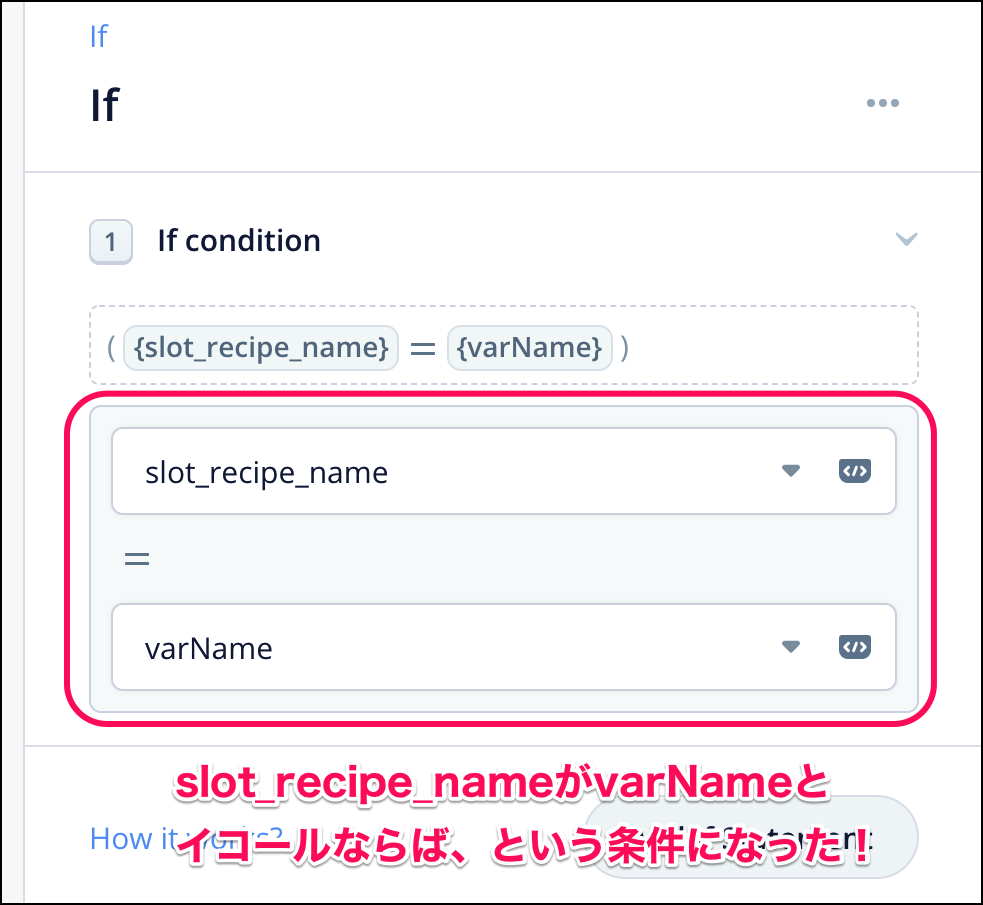 If
If
1 If condition
( {slot_recipe_name} = {varName} )
slot_recipe_name
=
varName
slot_recipe_nameがvarNameと
イコールならば、という条件になった！
How it works?